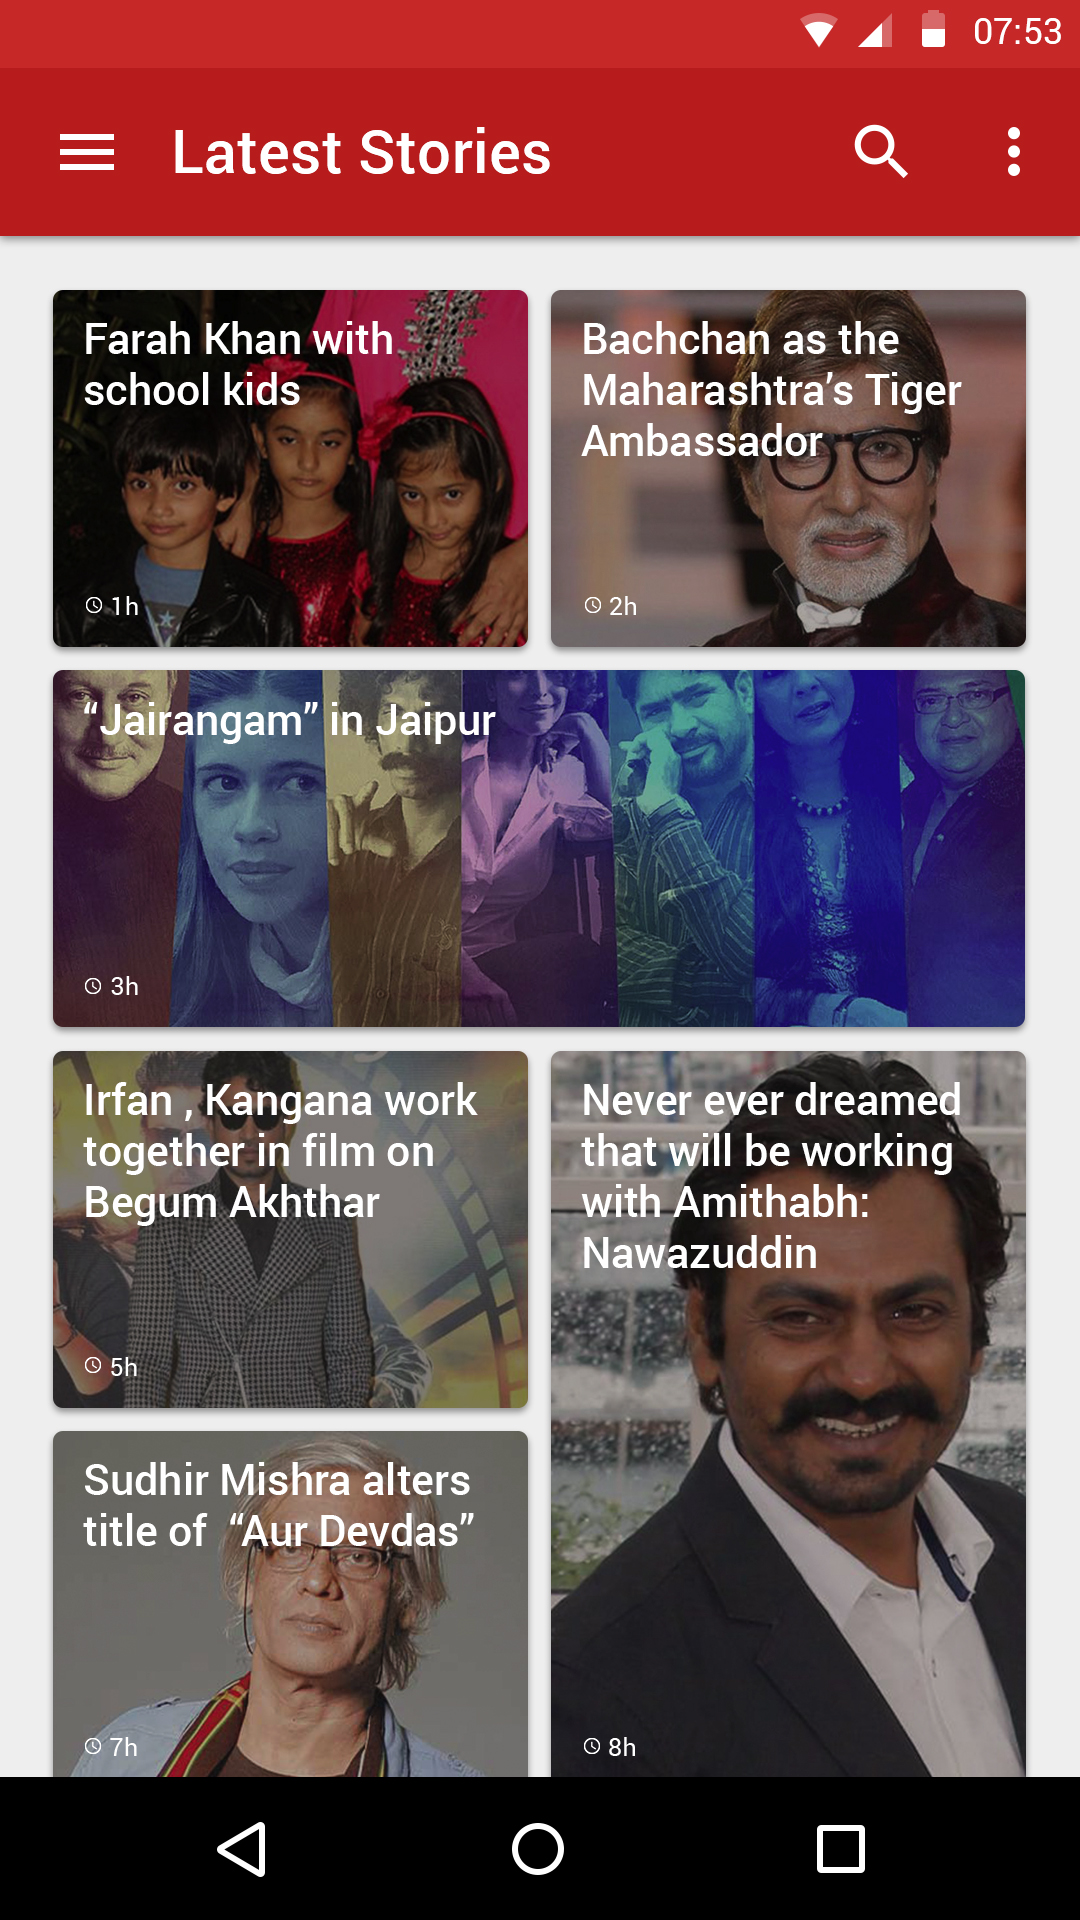 07:53
Latest Stories
Farah Khan with
school kids
1h
Bachchan as the
Maharashtra’s Tiger
Ambassador
2h
“Jairangam” in Jaipur
3h
Irfan , Kangana work
together in film on
Begum Akhthar
5h
Never ever dreamed
that will be working
with Amithabh:
Nawazuddin
8h
Sudhir Mishra alters
title of “Aur Devdas”
7h